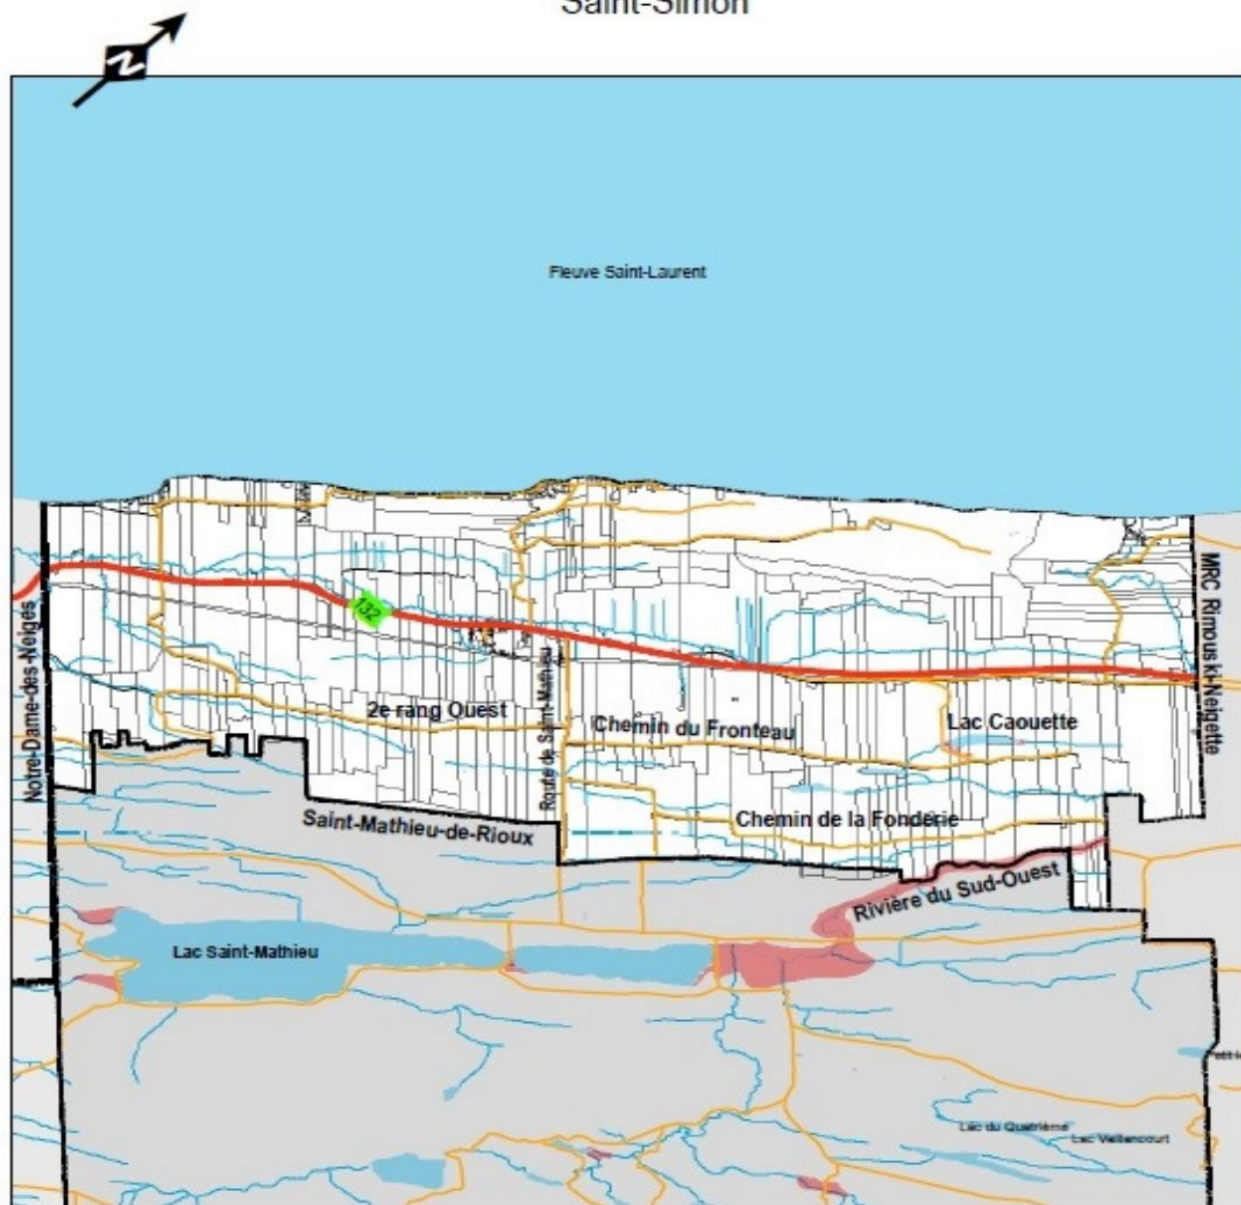 Saint-Simon
N
Fleuve Saint-Laurent
132
Notre-Dame-des-Neiges
MRC Rimouski-Neigette
Route de Saint-Mathieu
2e rang Ouest
Chemin du Fronteau
Lac Caouette
Chemin de la Fonderie
Saint-Mathieu-de-Rioux
Rivière du Sud-Ouest
Lac Saint-Mathieu
Lac du Quatrième
Lac Vaillancourt